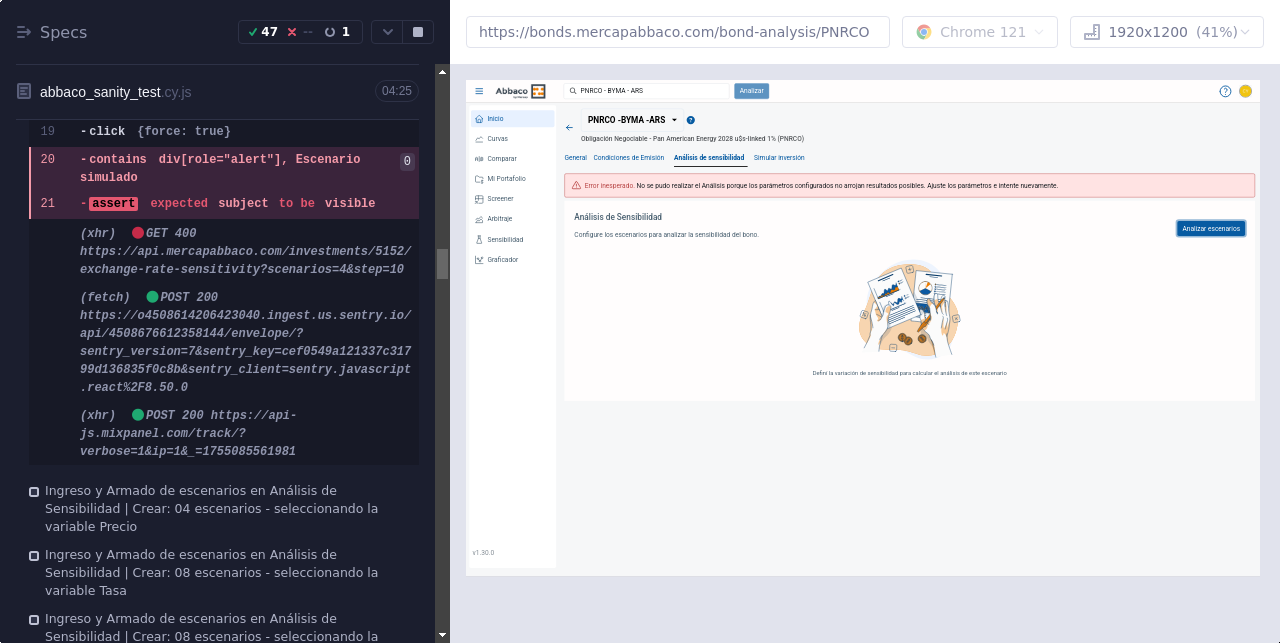 Specs
47
--
1
https://bonds.mercapabbaco.com/bond-analysis/PNRCO
Chrome 121
1920x1200 (41%)
abbaco_sanity_test.cy.js
04:25
19 -click {force: true}
20 -contains div[role="alert"], Escenario
simulado
0
21 -assert expected subject to be visible
(xhr) GET 400
https://api.mercapabbaco.com/investments/5152/
exchange-rate-sensitivity?scenarios=4&step=10
(fetch) POST 200
https://o4508614206423040.ingest.us.sentry.io/
api/4508676612358144/envelope/?
sentry_version=7&sentry_key=cef0549a121337c317
99d136835f0c8b&sentry_client=sentry.javascript
.react%2F8.50.0
(xhr) POST 200 https://api-
js.mixpanel.com/track/?
verbose=1&ip=1&_=1755085561981
Ingreso y Armado de escenarios en Análisis de
Sensibilidad | Crear: 04 escenarios - seleccionando la
variable Precio
Ingreso y Armado de escenarios en Análisis de
Sensibilidad | Crear: 08 escenarios - seleccionando la
variable Tasa
Ingreso y Armado de escenarios en Análisis de
Sensibilidad | Crear: 08 escenarios - seleccionando la
Abbaco
PNRCO - BYMA - ARS
Analizar
Inicio
Curvas
Comparar
Mi Portafolio
Screener
Arbitraje
Sensibilidad
Graficador
v1.30.0
PNRCO -BYMA -ARS
Obligación Negociable - Pan American Energy 2028 u$s-linked 1% (PNRCO)
General Condiciones de Emisión Análisis de sensibilidad Simular inversión
Error inesperado. No se pudo realizar el Análisis porque los parámetros configurados no arrojan resultados posibles. Ajuste los parámetros e intente nuevamente.
Análisis de Sensibilidad
Configure los escenarios para analizar la sensibilidad del bono.
Analizar escenarios
Definí la variación de sensibilidad para calcular el análisis de este escenario